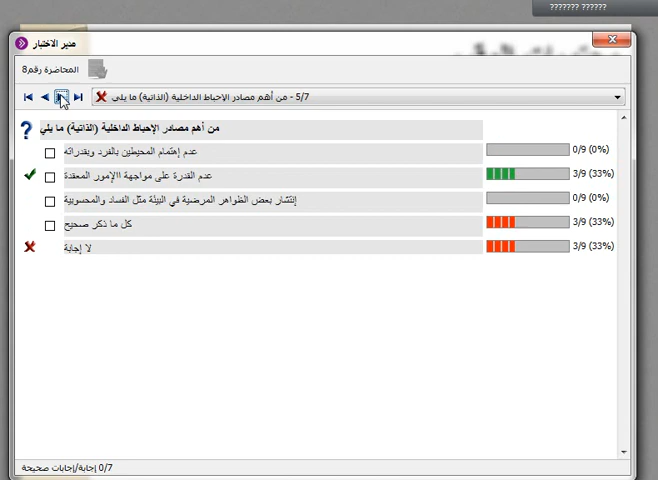 ??????? ??????
مدير الاختبار
المحاضرة رقم8
5/7 - من أهم مصادر الإحباط الداخلية (الذاتية) ما يلي
من أهم مصادر الإحباط الداخلية (الذاتية) ما يلي
عدم إهتمام المحيطين بالفرد وبقدراته
0/9 (0%)
عدم القدرة على مواجهة االإمور المعقدة
3/9 (33%)
إنتشار بعض الظواهر المرضية في البيئة مثل الفساد والمحسوبية
0/9 (0%)
كل ما ذكر صحيح
3/9 (33%)
لا إجابة
3/9 (33%)
0/7 إجابة/إجابات صحيحة